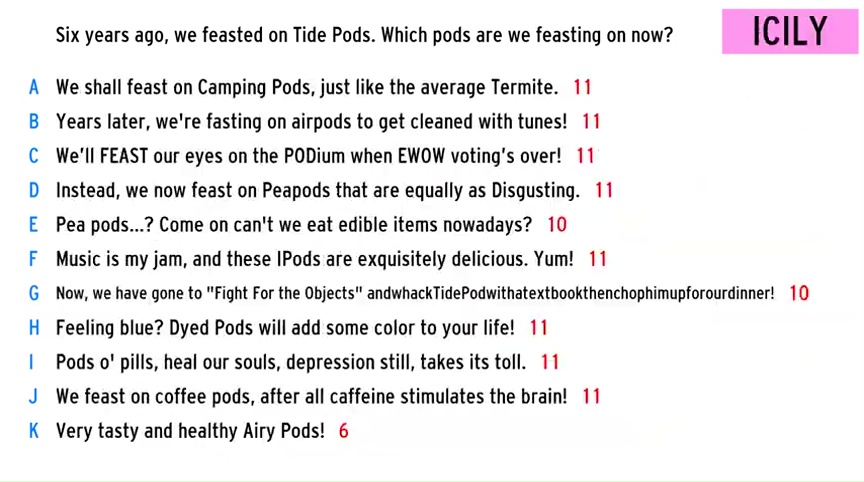 Six years ago, we feasted on Tide Pods. Which pods are we feasting on now?
ICILY
A We shall feast on Camping Pods, just like the average Termite. 11
B Years later, we're fasting on airpods to get cleaned with tunes! 11
C We'll FEAST our eyes on the PODium when EWOW voting's over! 11
D Instead, we now feast on Peapods that are equally as Disgusting. 11
E Pea pods...? Come on can't we eat edible items nowadays? 10
F Music is my jam, and these IPods are exquisitely delicious. Yum! 11
G Now, we have gone to "Fight For the Objects" andwhackTidePodwithatextbookthenchophimupforourdinner! 10
H Feeling blue? Dyed Pods will add some color to your life! 11
I Pods o' pills, heal our souls, depression still, takes its toll. 11
J We feast on coffee pods, after all caffeine stimulates the brain! 11
K Very tasty and healthy Airy Pods! 6